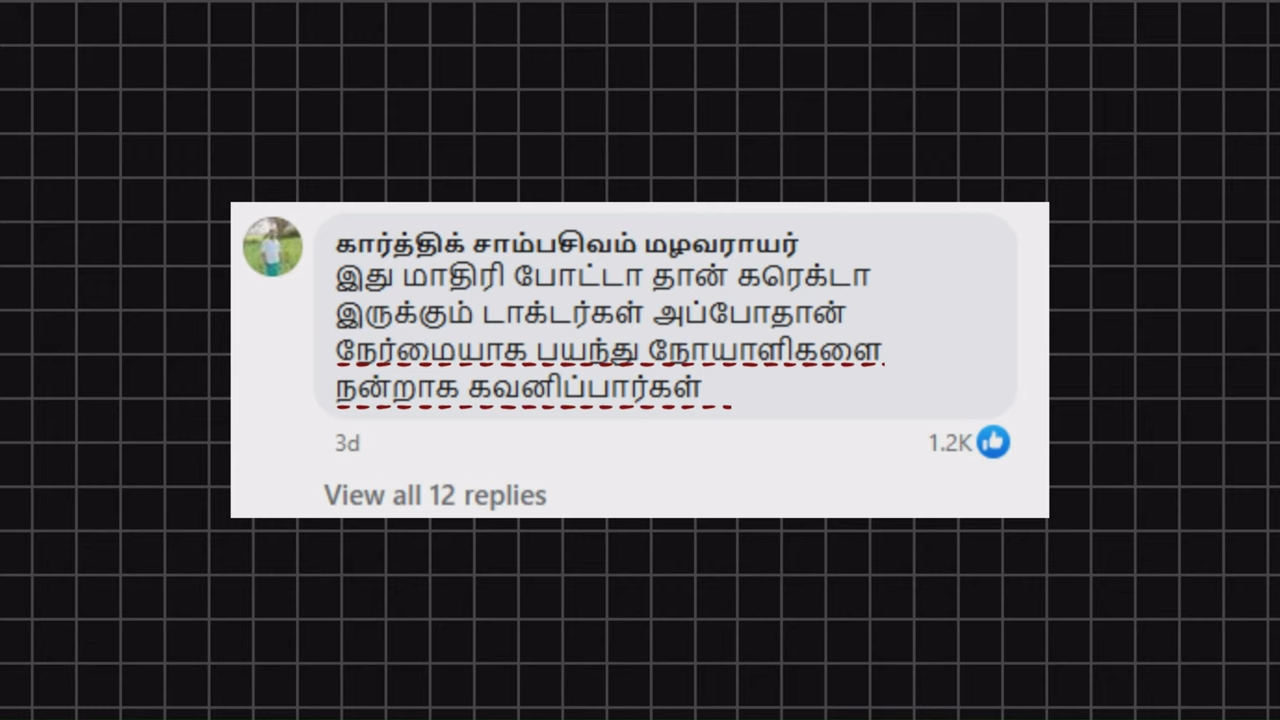 கார்த்திக் சாம்பசிவம் மழவராயர்
இது மாதிரி போட்டா தான் கரெக்டா
இருக்கும் டாக்டர்கள் அப்போதான்
நேர்மையாக பயந்து நோயாளிகளை
நன்றாக கவனிப்பார்கள்
3d
1.2K
View all 12 replies